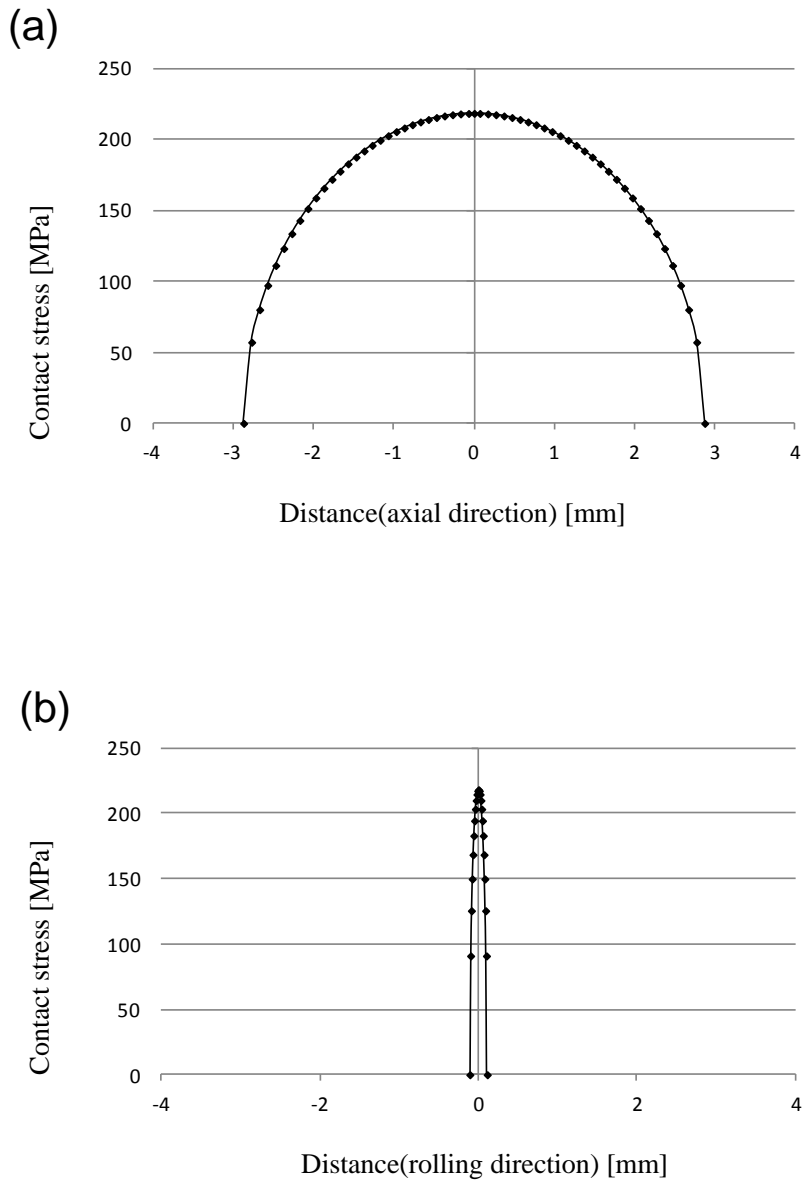 (a)
250
200
150
100
50
0
-4 -3 -2 -1 0 1 2 3 4
Contact stress [MPa]
Distance(axial direction) [mm]
(b)
250
200
150
100
50
0
-4 -2 0 2 4
Contact stress [MPa]
Distance(rolling direction) [mm]